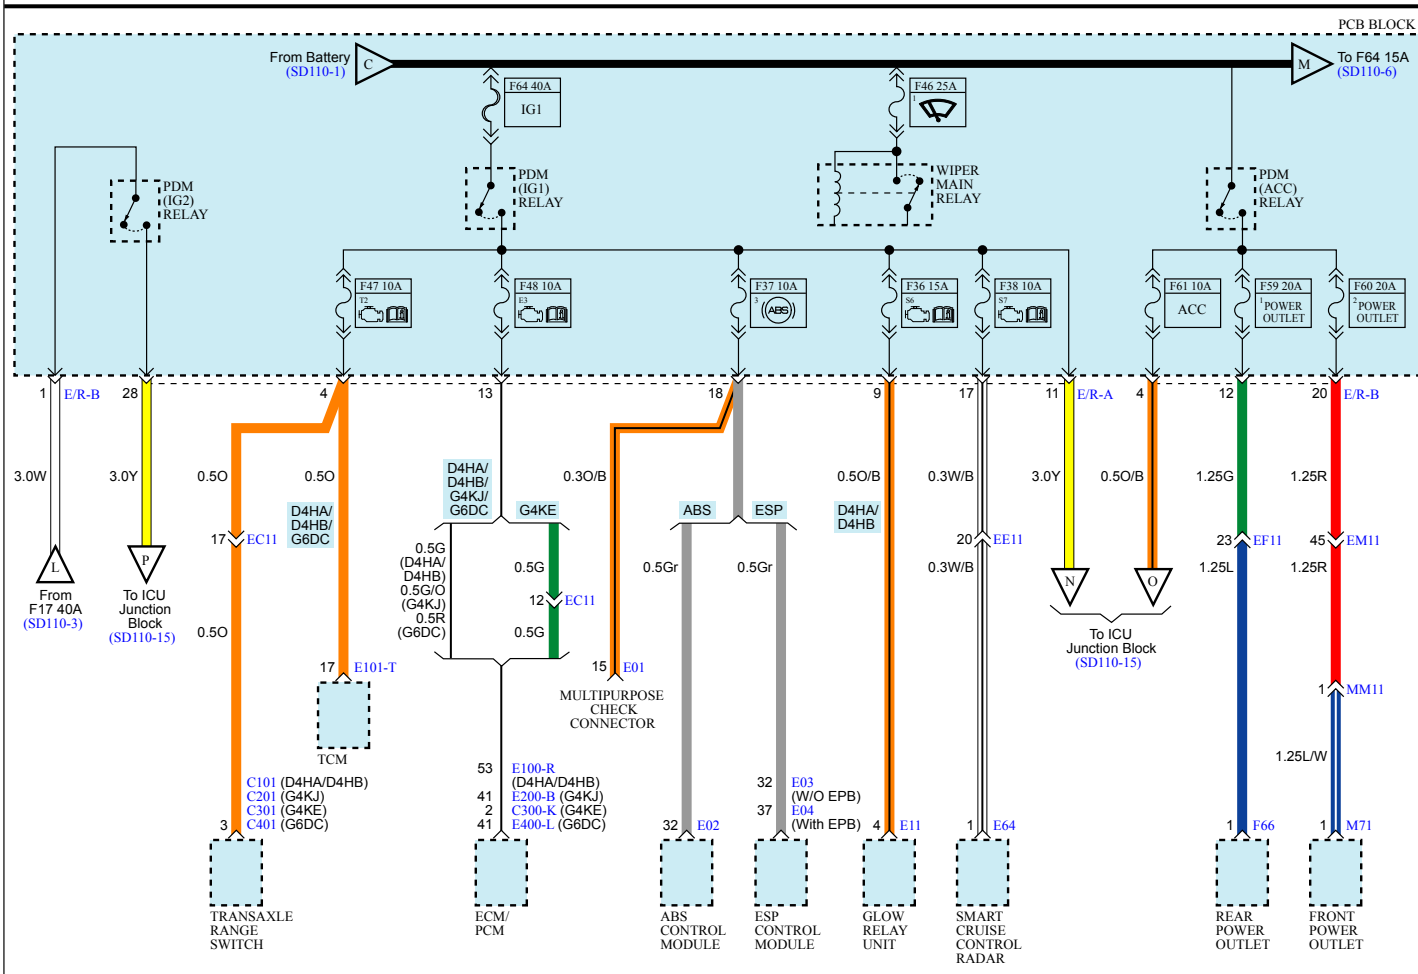 PCB BLOCK
From Battery
(SD110-1)
C
M
To F64 15A
(SD110-6)
F64 40A
IG1
F46 25A
1
PDM
(IG2)
RELAY
PDM
(IG1)
RELAY
WIPER
MAIN
RELAY
PDM
(ACC)
RELAY
F47 10A
T2
F48 10A
E3
F37 10A
3
ABS
F36 15A
S6
F38 10A
S7
F61 10A
ACC
F59 20A
1 POWER
OUTLET
F60 20A
2 POWER
OUTLET
1 E/R-B
28
4
13
18
9
17
11 E/R-A
4
12
20 E/R-B
3.0W
3.0Y
0.5O
0.5O
D4HA/
D4HB/
G6DC
D4HA/
D4HB/
G4KJ/
G6DC
G4KE
0.3O/B
ABS
ESP
0.5O/B
D4HA/
D4HB
0.3W/B
3.0Y
0.5O/B
1.25G
1.25R
17 EC11
20 EE11
23 EF11
45 EM11
L
From
F17 40A
(SD110-3)
P
To ICU
Junction
Block
(SD110-15)
0.5O
0.5G
(D4HA/
D4HB)
0.5G/O
(G4KJ)
0.5R
(G6DC)
0.5G
12 EC11
0.5G
0.5Gr
0.5Gr
0.3W/B
N
O
To ICU
Junction Block
(SD110-15)
1.25L
1.25R
17 E101-T
TCM
15 E01
MULTIPURPOSE
CHECK
CONNECTOR
1 MM11
1.25L/W
C101 (D4HA/D4HB)
C201 (G4KJ)
C301 (G4KE)
3 C401 (G6DC)
53 E100-R
(D4HA/D4HB)
41 E200-B (G4KJ)
2 C300-K (G4KE)
41 E400-L (G6DC)
32 E02
32 E03
(W/O EPB)
37 E04
(With EPB)
4 E11
1 E64
1 F66
1 M71
TRANSAXLE
RANGE
SWITCH
ECM/
PCM
ABS
CONTROL
MODULE
ESP
CONTROL
MODULE
GLOW
RELAY
UNIT
SMART
CRUISE
CONTROL
RADAR
REAR
POWER
OUTLET
FRONT
POWER
OUTLET